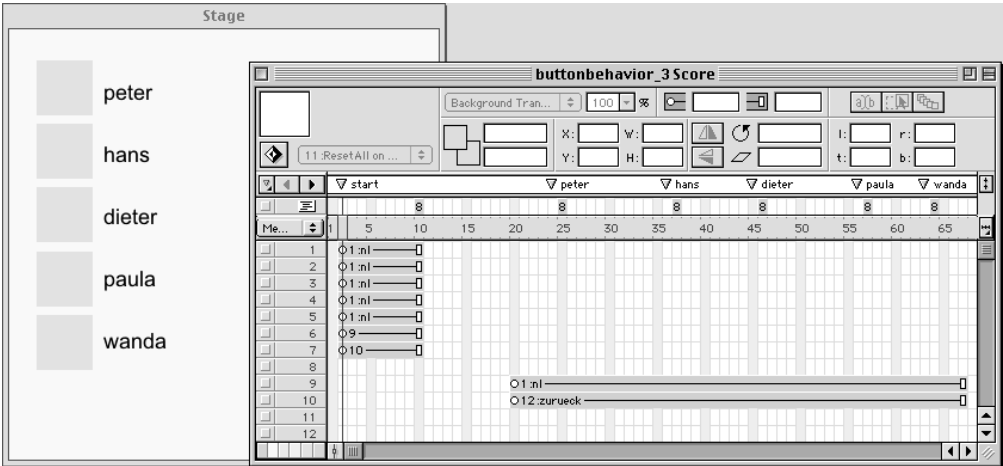 Stage
peter
hans
dieter
paula
wanda
buttonbehavior_3 Score
Background Tran... 100 %
X: W: l: r:
11:ResetAll on ... Y: H: t: b:
start peter hans dieter paula wanda
8 8 8 8 8 8
Me... 1 5 10 15 20 25 30 35 40 45 50 55 60 65
1 1:nl
2 1:nl
3 1:nl
4 1:nl
5 1:nl
6 9
7 10
8
9 1:nl
10 12:zurueck
11
12